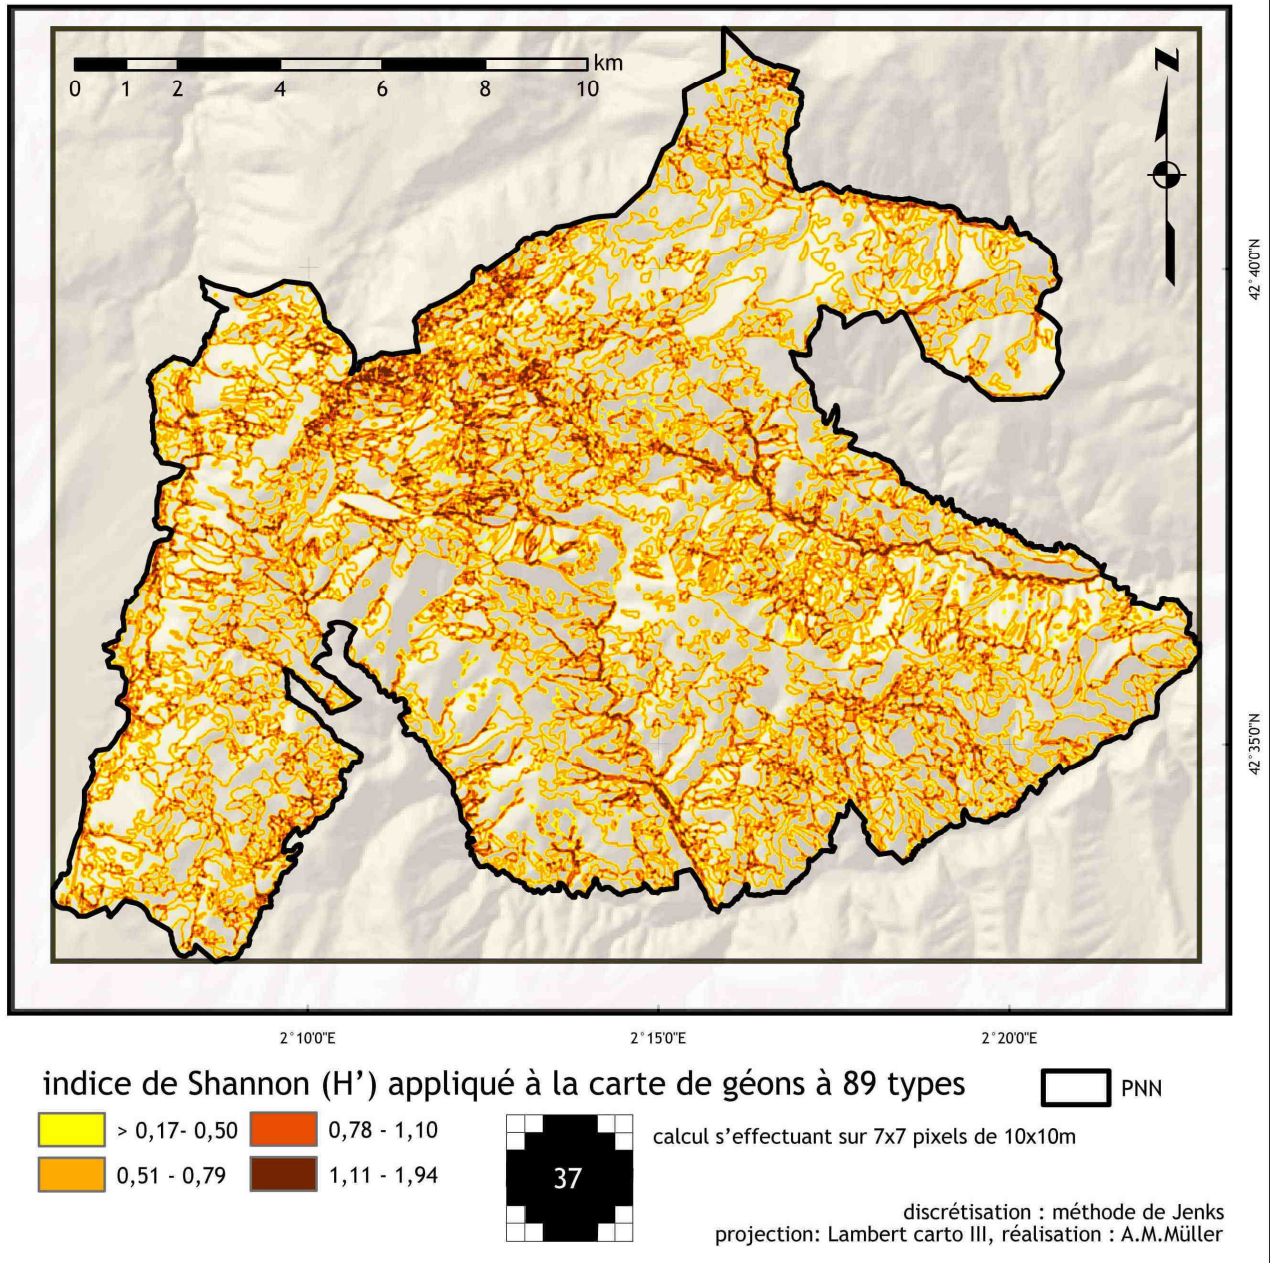 km
0 1 2 4 6 8 10
N
42°40'0"N
42°35'0"N
2°10'0"E 2°15'0"E 2°20'0"E
indice de Shannon (H’) appliqué à la carte de géons à 89 types
PNN
> 0,17- 0,50
0,78 - 1,10
0,51 - 0,79
1,11 - 1,94
37
calcul s’effectuant sur 7x7 pixels de 10x10m
discrétisation : méthode de Jenks
projection: Lambert carto III, réalisation : A.M.Müller